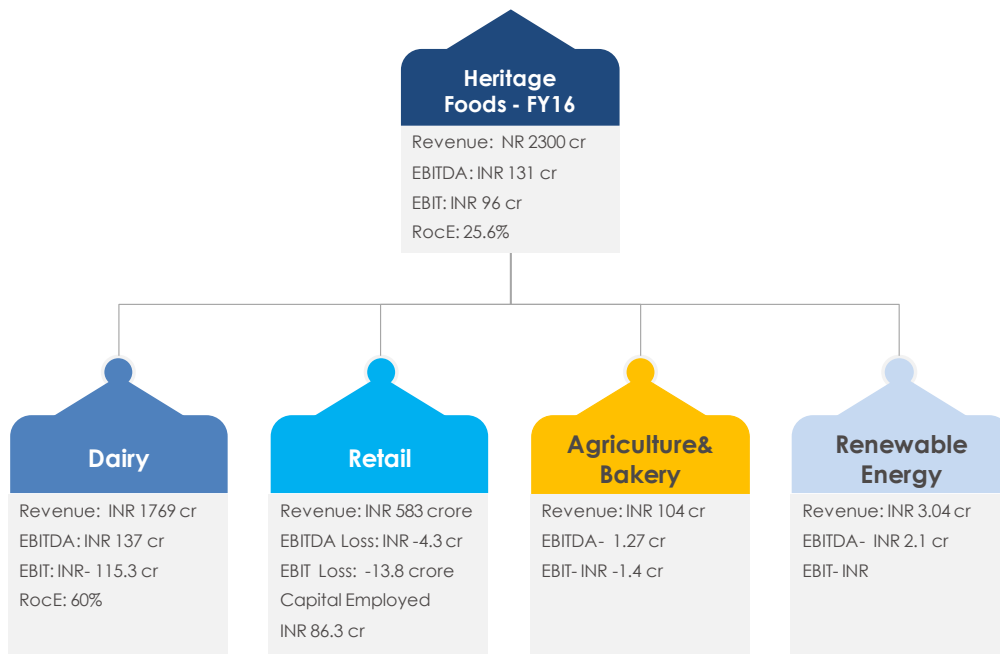 Heritage
Foods - FY16
Revenue: NR 2300 cr
EBITDA: INR 131 cr
EBIT: INR 96 cr
RocE: 25.6%
Dairy
Revenue: INR 1769 cr
EBITDA: INR 137 cr
EBIT: INR- 115.3 cr
RocE: 60%
Retail
Revenue: INR 583 crore
EBITDA Loss: INR -4.3 cr
EBIT Loss: -13.8 crore
Capital Employed
INR 86.3 cr
Agriculture&
Bakery
Revenue: INR 104 cr
EBITDA- 1.27 cr
EBIT- INR -1.4 cr
Renewable
Energy
Revenue: INR 3.04 cr
EBITDA- INR 2.1 cr
EBIT- INR